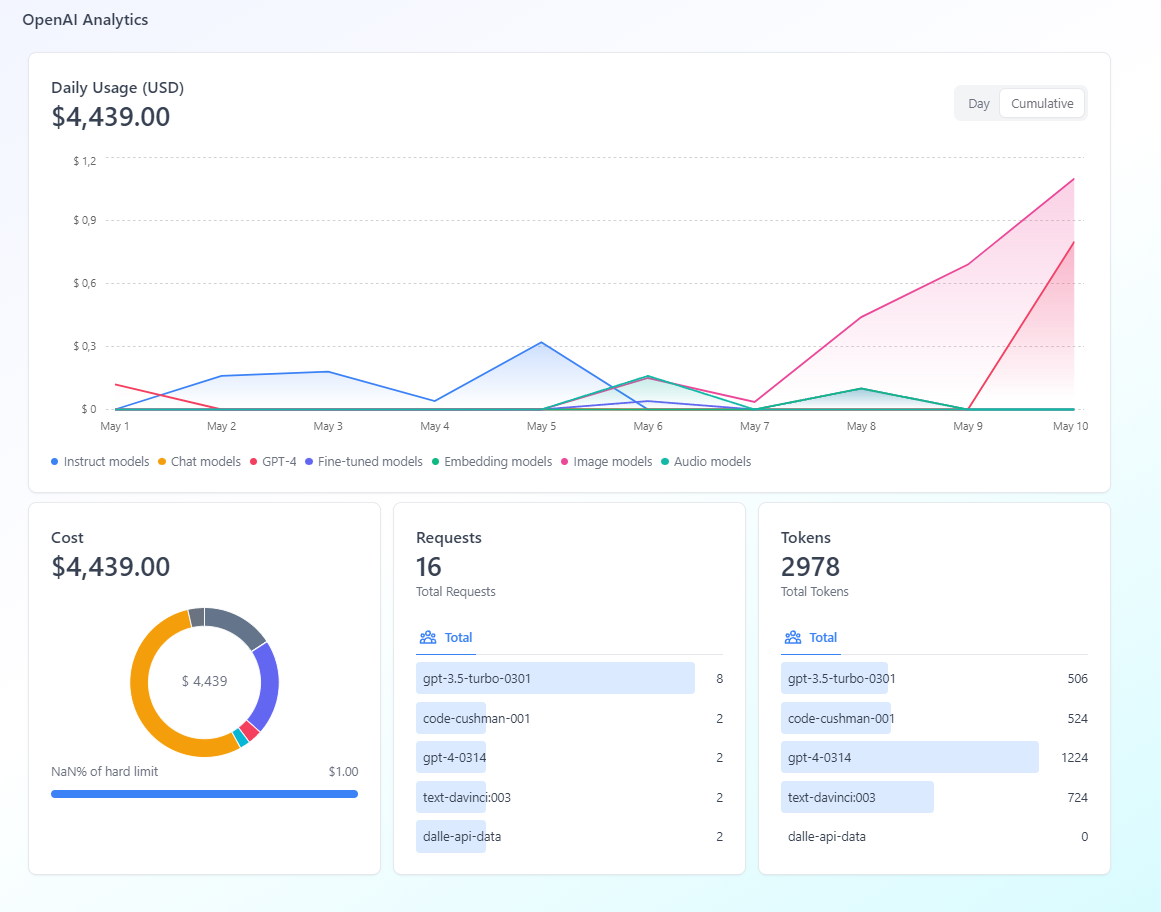 OpenAI Analytics
Daily Usage (USD)
$4,439.00
Day Cumulative
$ 1,2
$ 0,9
$ 0,6
$ 0,3
$ 0
May 1 May 2 May 3 May 4 May 5 May 6 May 7 May 8 May 9 May 10
Instruct models Chat models GPT-4 Fine-tuned models Embedding models Image models Audio models
Cost
$4,439.00
$ 4,439
NaN% of hard limit $1.00
Requests
16
Total Requests
Total
gpt-3.5-turbo-0301 8
code-cushman-001 2
gpt-4-0314 2
text-davinci:003 2
dalle-api-data 2
Tokens
2978
Total Tokens
Total
gpt-3.5-turbo-0301 506
code-cushman-001 524
gpt-4-0314 1224
text-davinci:003 724
dalle-api-data 0